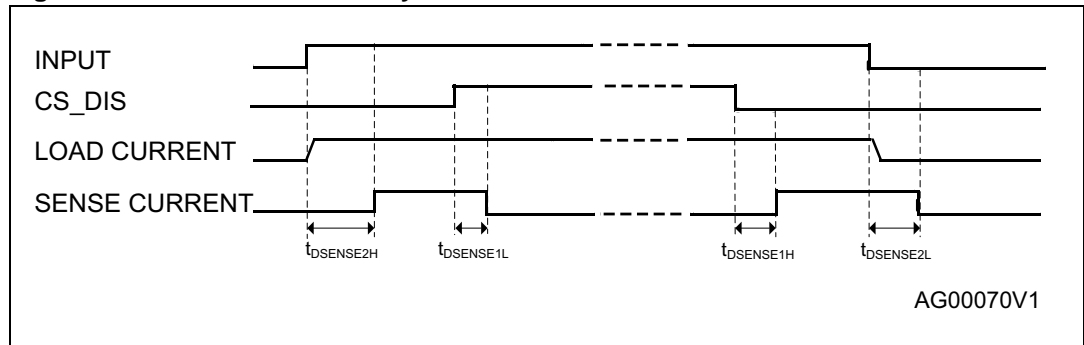 INPUT
CS_DIS
LOAD CURRENT
SENSE CURRENT
tDSENSE2H tDSENSE1L tDSENSE1H tDSENSE2L
AG00070V1